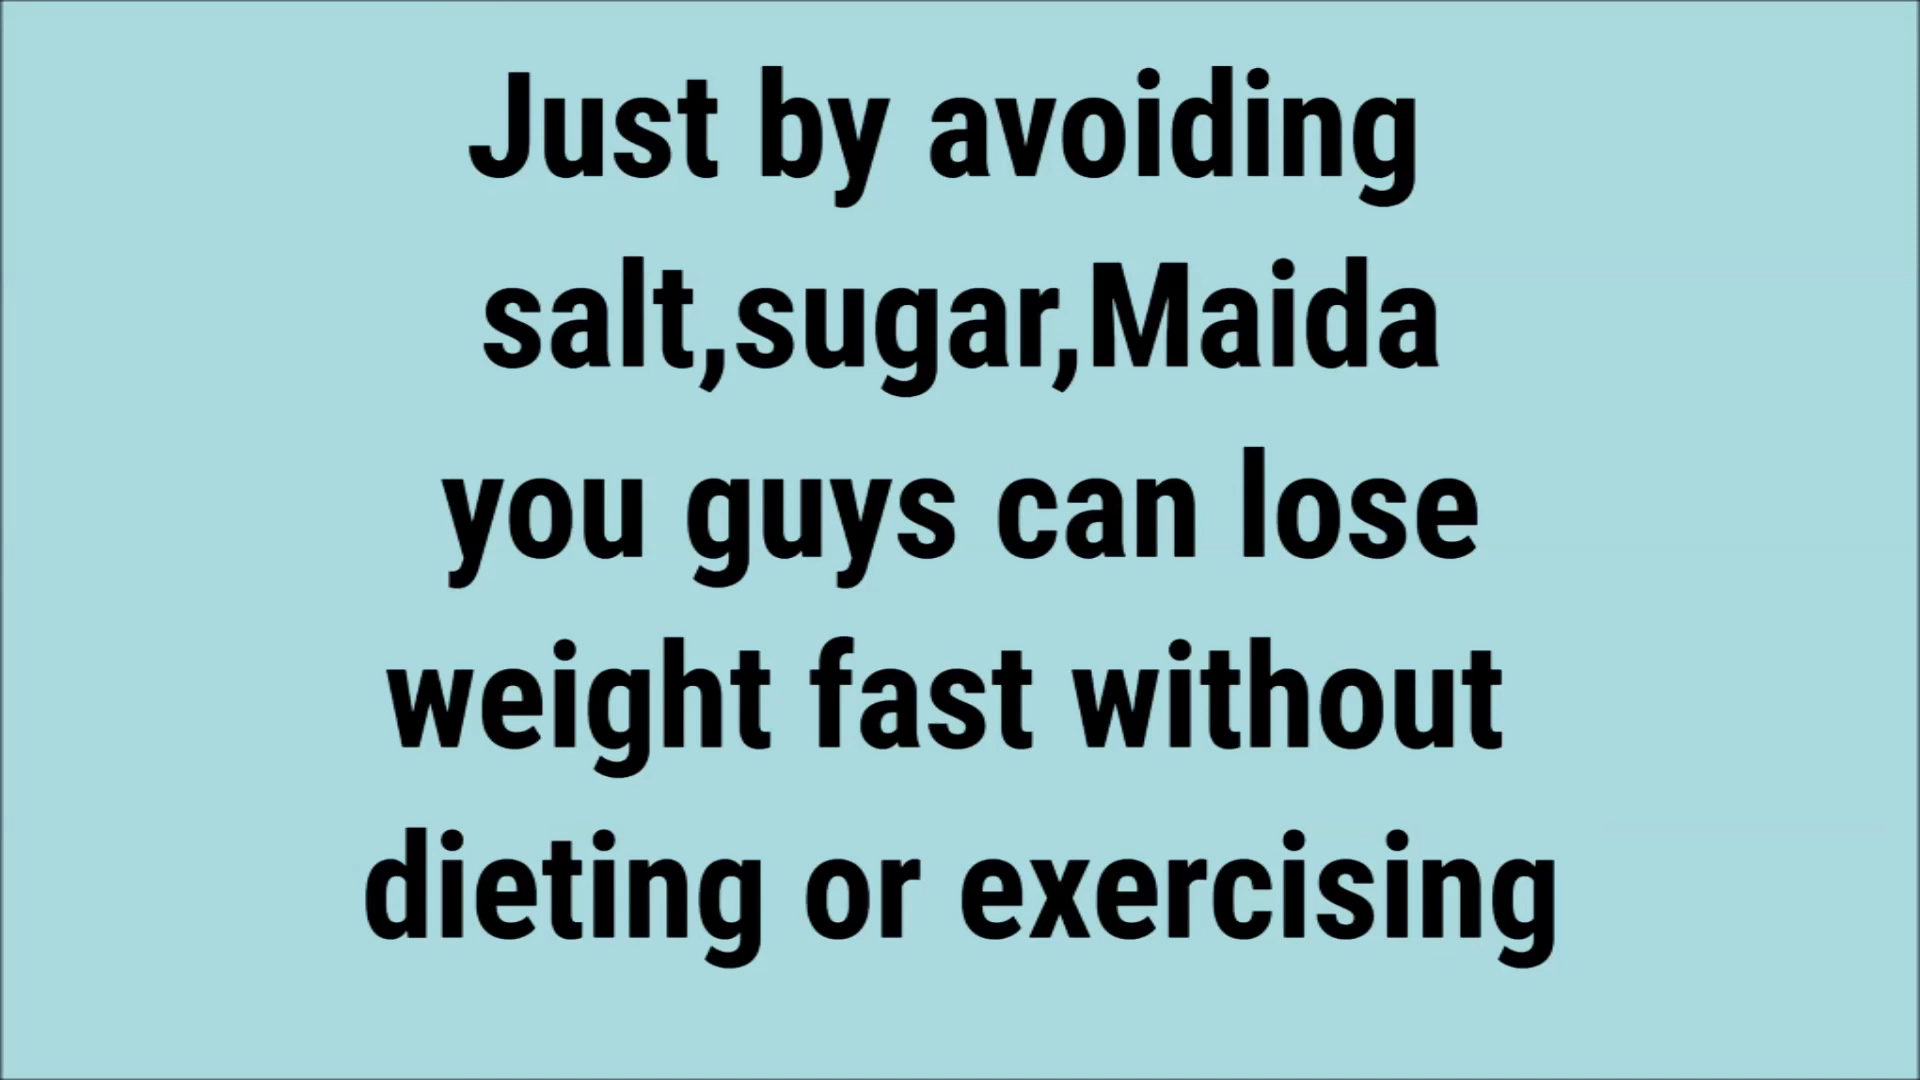 Just by avoiding
salt,sugar,Maida
you guys can lose
weight fast without
dieting or exercising